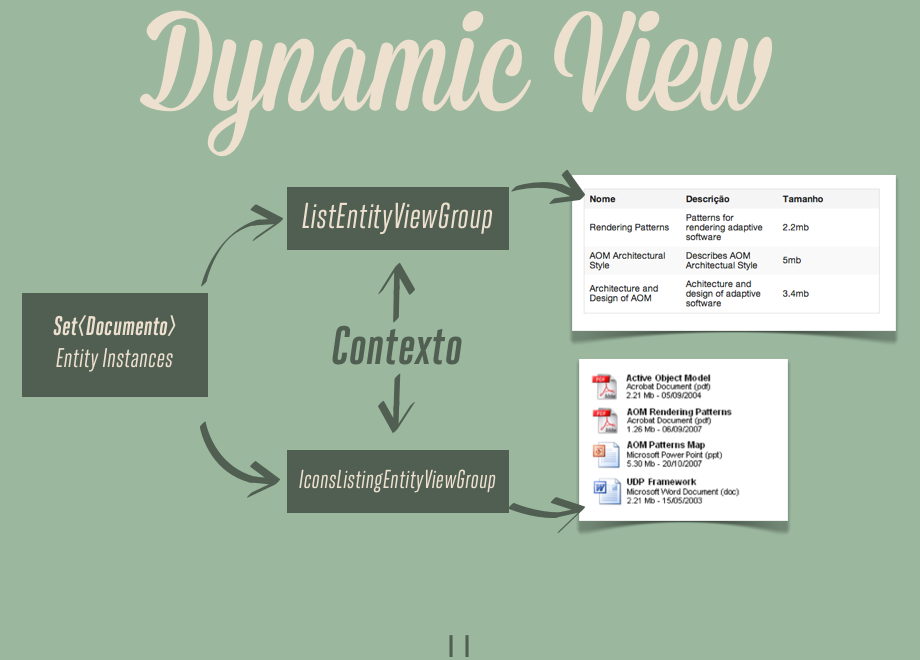 Dynamic View
ListEntityViewGroup
Nome Descrição Tamanho
Rendering Patterns Patterns for rendering adaptive software 2.2mb
AOM Architectural Style Describes AOM Architectual Style 5mb
Architecture and Design of AOM Achitecture and design of adaptive software 3.4mb
Set<Documento>
Entity Instances
Contexto
IconsListingEntityViewGroup
Active Object Model
Acrobat Document (pdf)
2.21 Mb - 05/09/2004
AOM Rendering Patterns
Acrobat Document (pdf)
1.26 Mb - 06/09/2007
AOM Patterns Map
Microsoft Power Point (ppt)
5.30 Mb - 20/10/2007
UDP Framework
Microsoft Word Document (doc)
2.21 Mb - 15/05/2003
11